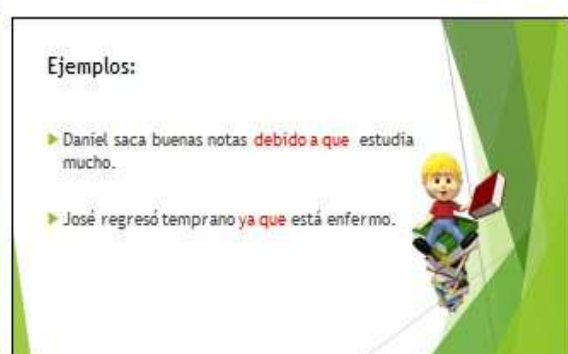 Ejemplos:
Daniel saca buenas notas debido a que estudia
mucho.
José regresó temprano ya que está enfermo.